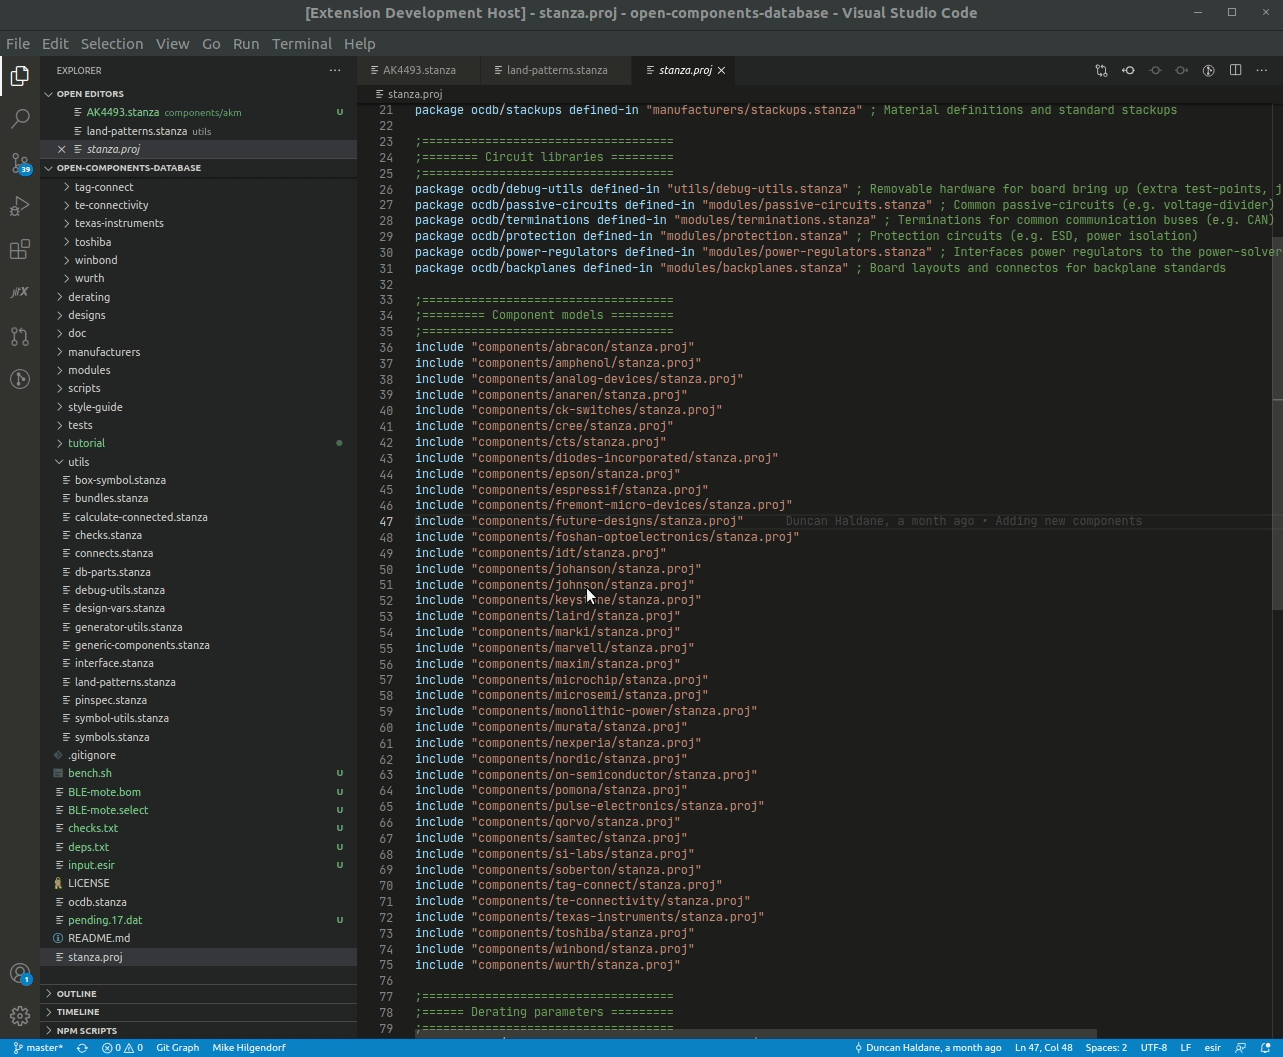 [Extension Development Host] - stanza.proj - open-components-database - Visual Studio Code
File Edit Selection View Go Run Terminal Help
EXPLORER
OPEN EDITORS
AK4493.stanza components/akm U
land-patterns.stanza utils
stanza.proj
OPEN-COMPONENTS-DATABASE
tag-connect
te-connectivity
texas-instruments
toshiba
winbond
wurth
derating
designs
doc
manufacturers
modules
scripts
style-guide
tests
tutorial
utils
box-symbol.stanza
bundles.stanza
calculate-connected.stanza
checks.stanza
connects.stanza
db-parts.stanza
debug-utils.stanza
design-vars.stanza
generator-utils.stanza
generic-components.stanza
interface.stanza
land-patterns.stanza
pinspec.stanza
symbol-utils.stanza
symbols.stanza
.gitignore
bench.sh U
BLE-mote.bom U
BLE-mote.select U
checks.txt U
deps.txt U
input.esir U
LICENSE
ocdb.stanza
pending.17.dat U
README.md
stanza.proj
OUTLINE
TIMELINE
NPM SCRIPTS
39
jitX
1
AK4493.stanza land-patterns.stanza stanza.proj
stanza.proj
21 package ocdb/stackups defined-in "manufacturers/stackups.stanza" ; Material definitions and standard stackups
22
23 ;====================================
24 ;======== Circuit libraries =========
25 ;====================================
26 package ocdb/debug-utils defined-in "utils/debug-utils.stanza" ; Removable hardware for board bring up (extra test-points, j
27 package ocdb/passive-circuits defined-in "modules/passive-circuits.stanza" ; Common passive-circuits (e.g. voltage-divider)
28 package ocdb/terminations defined-in "modules/terminations.stanza" ; Terminations for common communication buses (e.g. CAN)
29 package ocdb/protection defined-in "modules/protection.stanza" ; Protection circuits (e.g. ESD, power isolation)
30 package ocdb/power-regulators defined-in "modules/power-regulators.stanza" ; Interfaces power regulators to the power-solver
31 package ocdb/backplanes defined-in "modules/backplanes.stanza" ; Board layouts and connectos for backplane standards
32
33 ;====================================
34 ;========= Component models =========
35 ;====================================
36 include "components/abracon/stanza.proj"
37 include "components/amphenol/stanza.proj"
38 include "components/analog-devices/stanza.proj"
39 include "components/anaren/stanza.proj"
40 include "components/ck-switches/stanza.proj"
41 include "components/cree/stanza.proj"
42 include "components/cts/stanza.proj"
43 include "components/diodes-incorporated/stanza.proj"
44 include "components/epson/stanza.proj"
45 include "components/espressif/stanza.proj"
46 include "components/fremont-micro-devices/stanza.proj"
47 include "components/future-designs/stanza.proj" Duncan Haldane, a month ago • Adding new components
48 include "components/foshan-optoelectronics/stanza.proj"
49 include "components/idt/stanza.proj"
50 include "components/johanson/stanza.proj"
51 include "components/johnson/stanza.proj"
52 include "components/keystone/stanza.proj"
53 include "components/laird/stanza.proj"
54 include "components/marki/stanza.proj"
55 include "components/marvell/stanza.proj"
56 include "components/maxim/stanza.proj"
57 include "components/microchip/stanza.proj"
58 include "components/microsemi/stanza.proj"
59 include "components/monolithic-power/stanza.proj"
60 include "components/murata/stanza.proj"
61 include "components/nexperia/stanza.proj"
62 include "components/nordic/stanza.proj"
63 include "components/on-semiconductor/stanza.proj"
64 include "components/pomona/stanza.proj"
65 include "components/pulse-electronics/stanza.proj"
66 include "components/qorvo/stanza.proj"
67 include "components/samtec/stanza.proj"
68 include "components/si-labs/stanza.proj"
69 include "components/soberton/stanza.proj"
70 include "components/tag-connect/stanza.proj"
71 include "components/te-connectivity/stanza.proj"
72 include "components/texas-instruments/stanza.proj"
73 include "components/toshiba/stanza.proj"
74 include "components/winbond/stanza.proj"
75 include "components/wurth/stanza.proj"
76
77 ;====================================
78 ;====== Derating parameters =========
79 ;====================================
master* 0 0 Git Graph Mike Hilgendorf Duncan Haldane, a month ago Ln 47, Col 48 Spaces: 2 UTF-8 LF esir